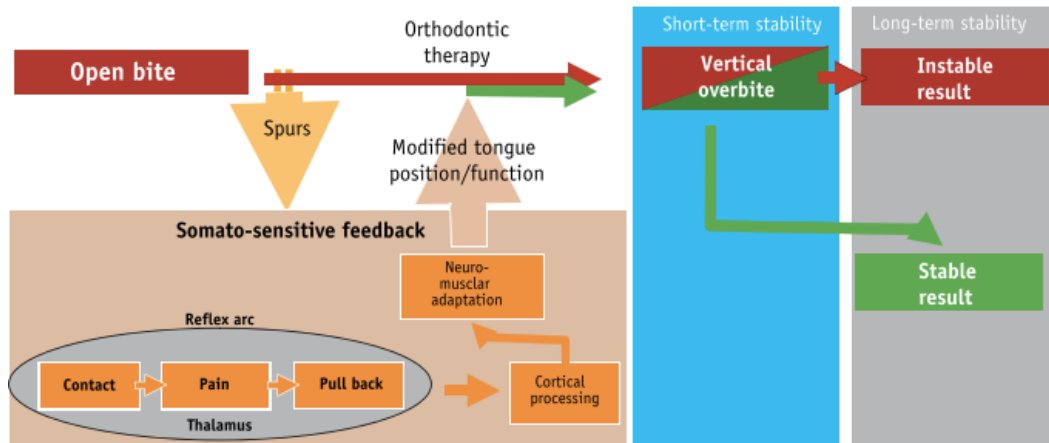 Short-term stability
Long-term stability
Orthodontic
therapy
Open bite
Vertical
overbite
Instable
result
Spurs
Modified tongue
position/function
Somato-sensitive feedback
Stable
result
Neuro-
musclar
adaptation
Reflex arc
Contact
Pain
Pull back
Cortical
processing
Thalamus